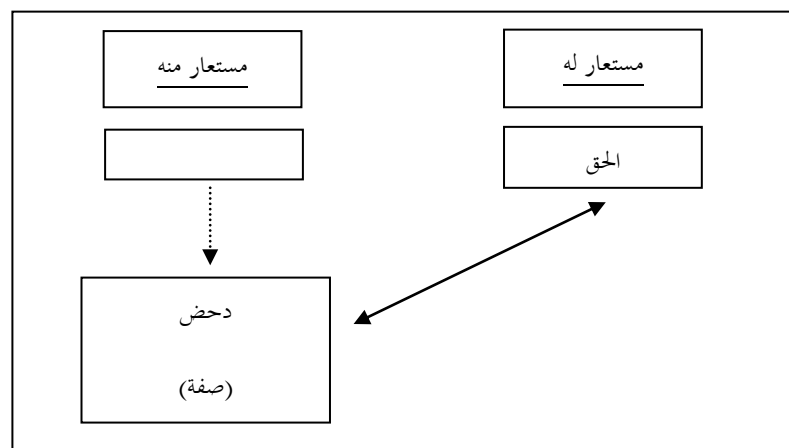 مستعار له
مستعار منه
الحق
دحض
(صفة)